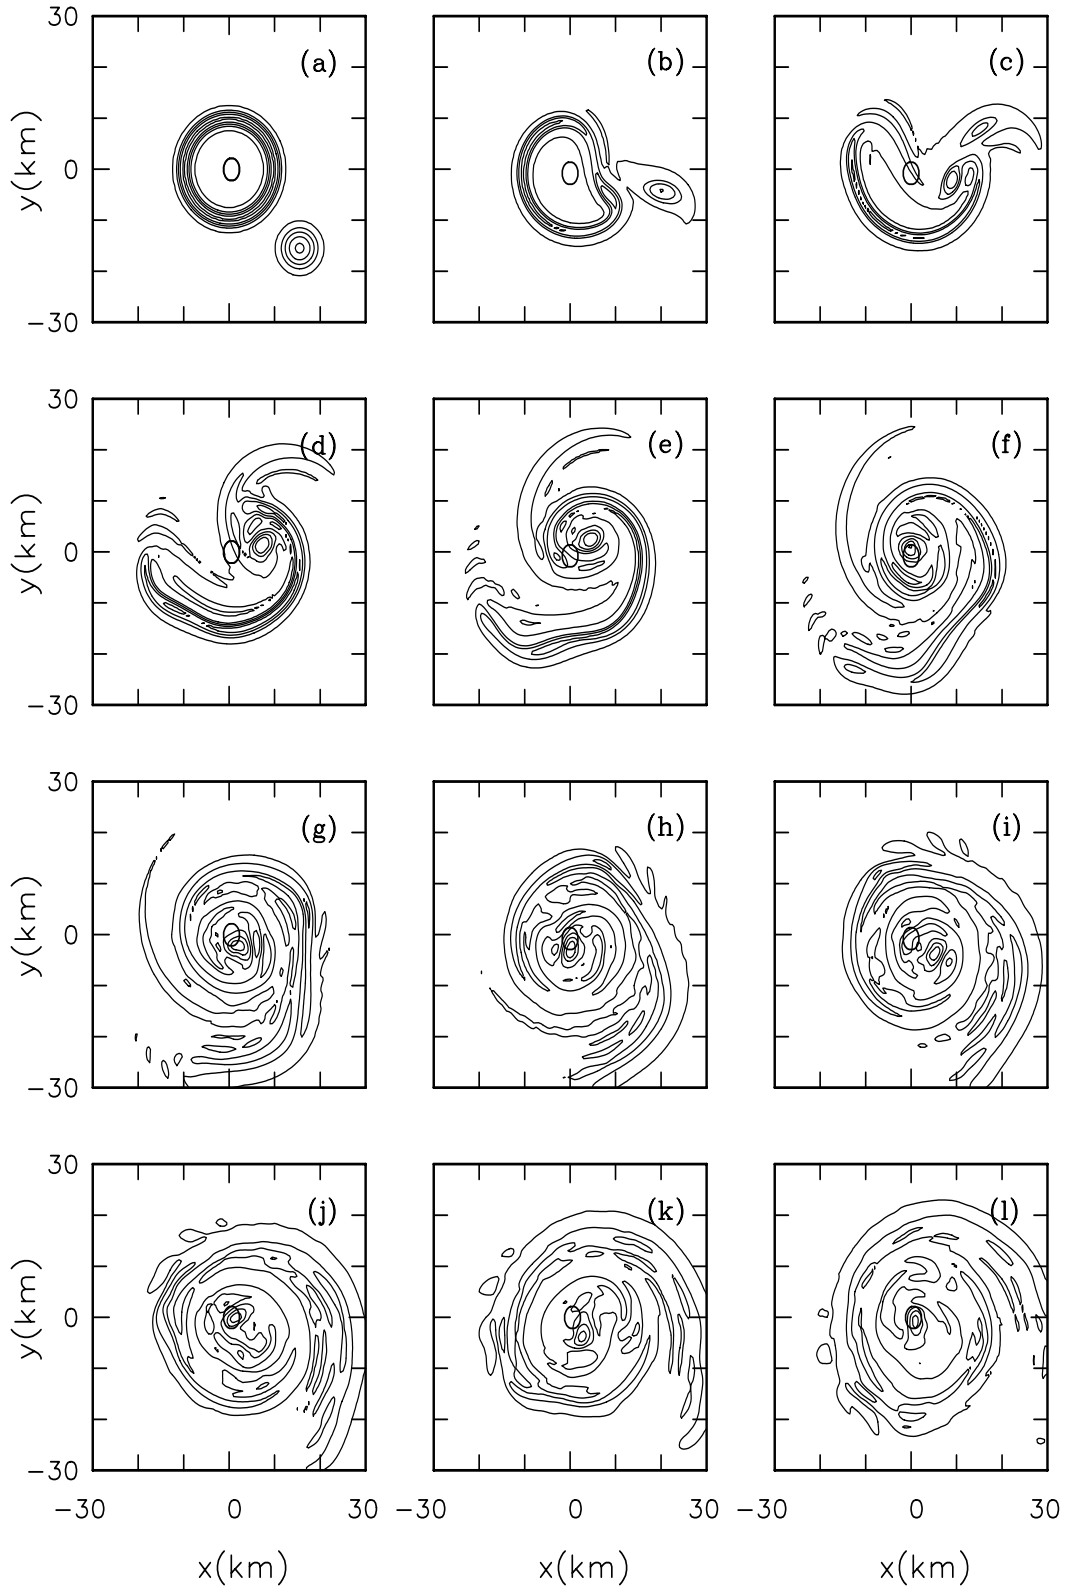 30 (a) (b) (c)
y(km)
0
−30
30 (d) (e) (f)
y(km)
0
−30
30 (g) (h) (i)
y(km)
0
−30
30 (j) (k) (l)
y(km)
0
−30
−30 0 30 −30 0 30 −30 0 30
x(km) x(km) x(km)